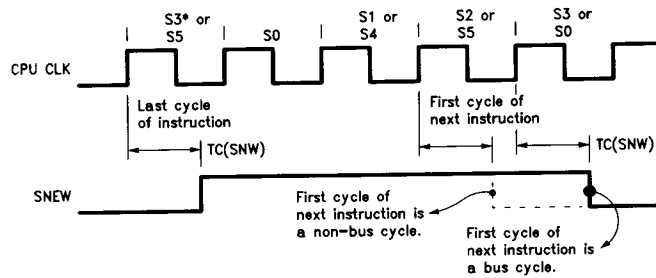 S3* or S5
S0
S1 or S4
S2 or S5
S3 or S0
CPU CLK
Last cycle of instruction
First cycle of next instruction
TC(SNW)
TC(SNW)
SNEW
First cycle of
next instruction is
a non-bus cycle.
First cycle of
next instruction is
a bus cycle.